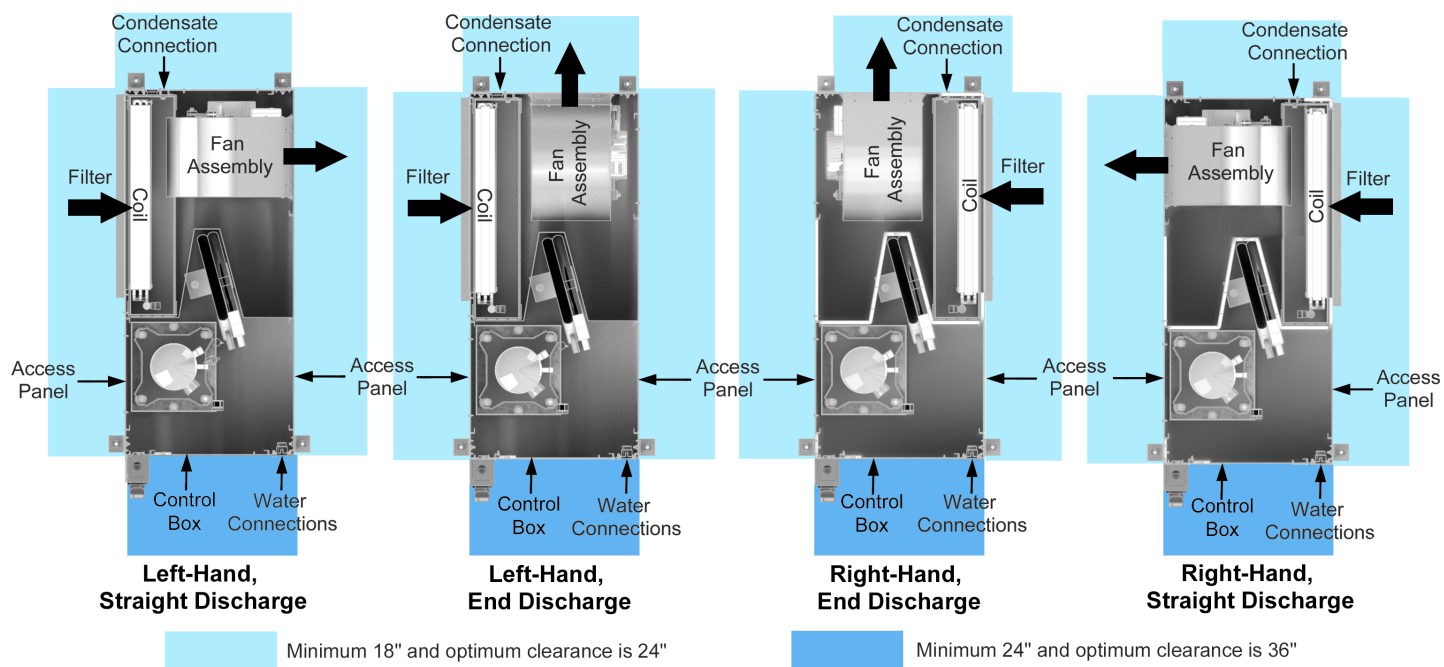 Condensate
Connection
Fan
Assembly
Filter
Coil
Access
Panel
Control
Box
Water
Connections
Left-Hand,
Straight Discharge
Condensate
Connection
Fan
Assembly
Filter
Coil
Access
Panel
Control
Box
Water
Connections
Left-Hand,
End Discharge
Condensate
Connection
Fan
Assembly
Filter
Coil
Access
Panel
Control
Box
Water
Connections
Right-Hand,
End Discharge
Condensate
Connection
Fan
Assembly
Filter
Coil
Access
Panel
Access
Panel
Control
Box
Water
Connections
Right-Hand,
Straight Discharge
Minimum 18" and optimum clearance is 24"
Minimum 24" and optimum clearance is 36"